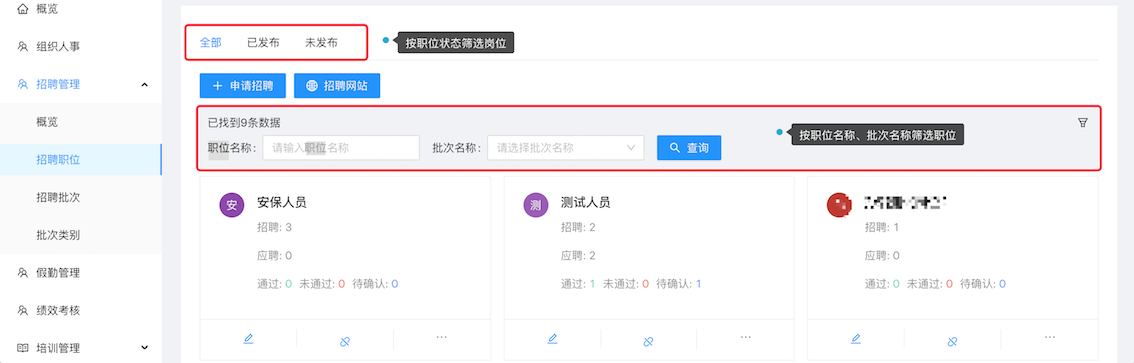 概览
组织人事
招聘管理
概览
招聘职位
招聘批次
批次类别
假勤管理
绩效考核
培训管理
全部 已发布 未发布
按职位状态筛选岗位
申请招聘 招聘网站
已找到9条数据
按职位名称、批次名称筛选职位
职位名称: 请输入职位名称 批次名称: 请选择批次名称 查询
安 安保人员
招聘: 3
应聘: 0
通过: 0 未通过: 0 待确认: 0
测 测试人员
招聘: 2
应聘: 2
通过: 1 未通过: 0 待确认: 1
招聘: 1
应聘: 0
通过: 0 未通过: 0 待确认: 0